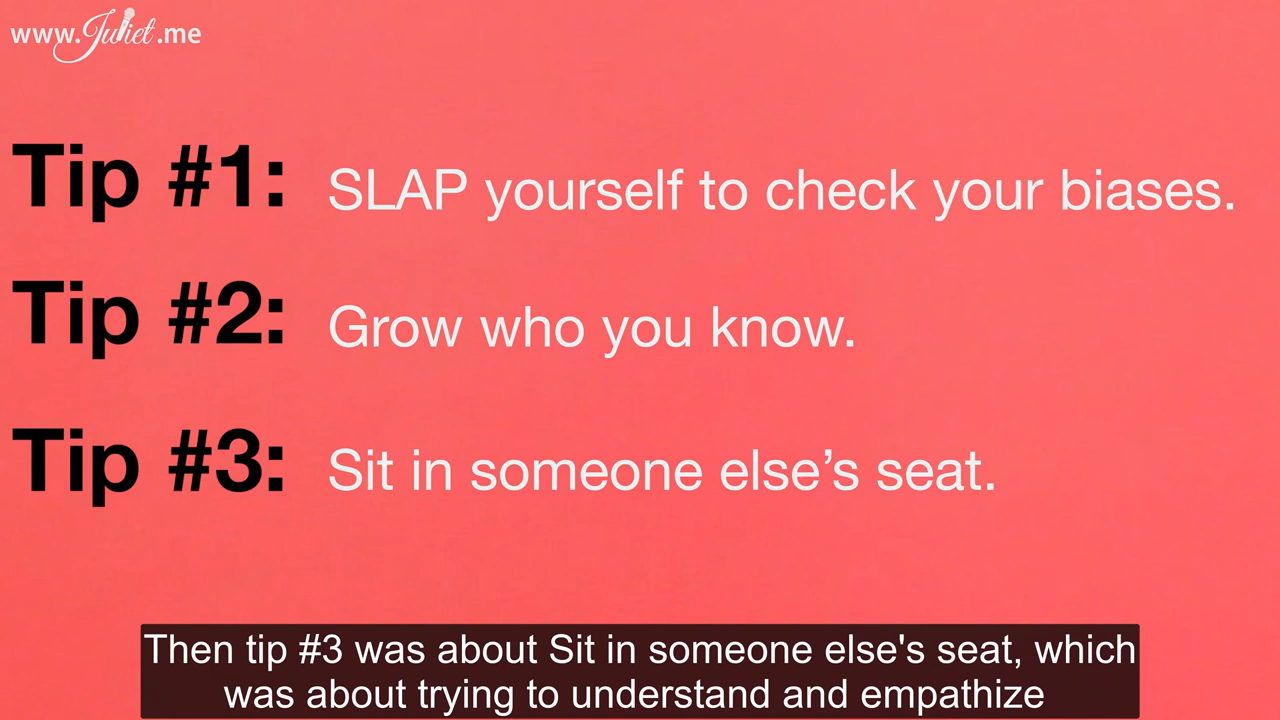 www.Juliet.me
Tip #1: SLAP yourself to check your biases.
Tip #2: Grow who you know.
Tip #3: Sit in someone else’s seat.
Then tip #3 was about Sit in someone else's seat, which
was about trying to understand and empathize